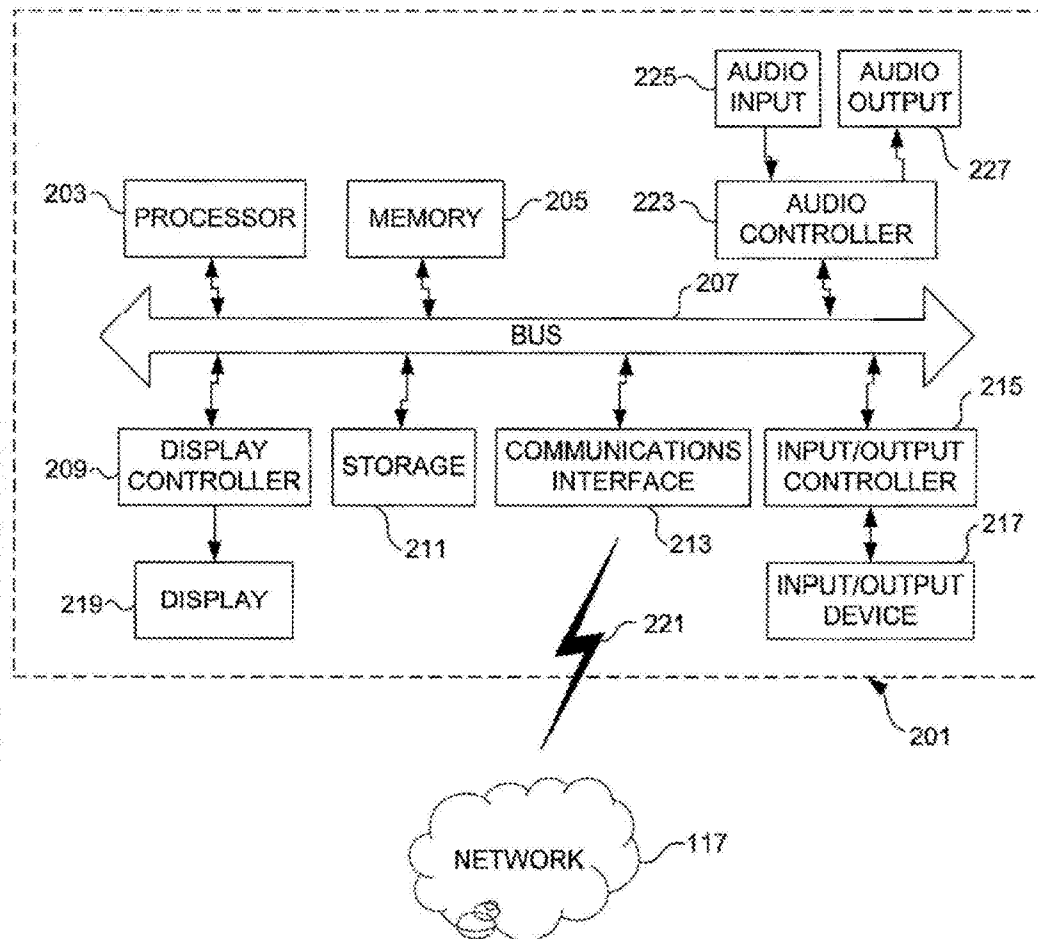 225
AUDIO
INPUT
AUDIO
OUTPUT
227
203
PROCESSOR
MEMORY
205
223
AUDIO
CONTROLLER
207
BUS
215
209
DISPLAY
CONTROLLER
STORAGE
211
COMMUNICATIONS
INTERFACE
213
INPUT/OUTPUT
CONTROLLER
217
219
DISPLAY
INPUT/OUTPUT
DEVICE
221
201
NETWORK
117